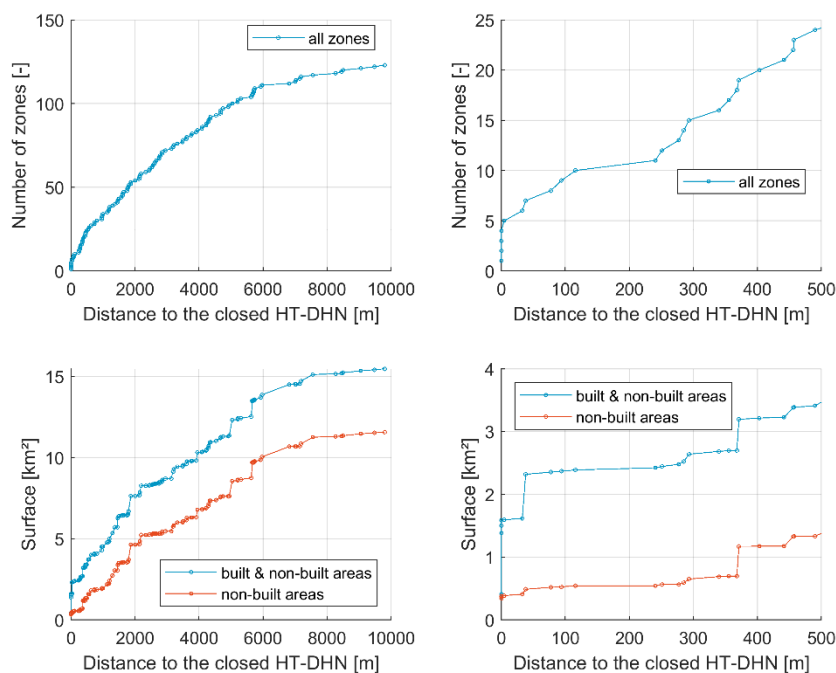 150
100
50
0
Number of zones [-]
all zones
0 2000 4000 6000 8000 10000
Distance to the closed HT-DHN [m]
25
20
15
10
5
0
Number of zones [-]
all zones
0 100 200 300 400 500
Distance to the closed HT-DHN [m]
15
10
5
0
Surface [km²]
built & non-built areas
non-built areas
0 2000 4000 6000 8000 10000
Distance to the closed HT-DHN [m]
4
3
2
1
0
Surface [km²]
built & non-built areas
non-built areas
0 100 200 300 400 500
Distance to the closed HT-DHN [m]